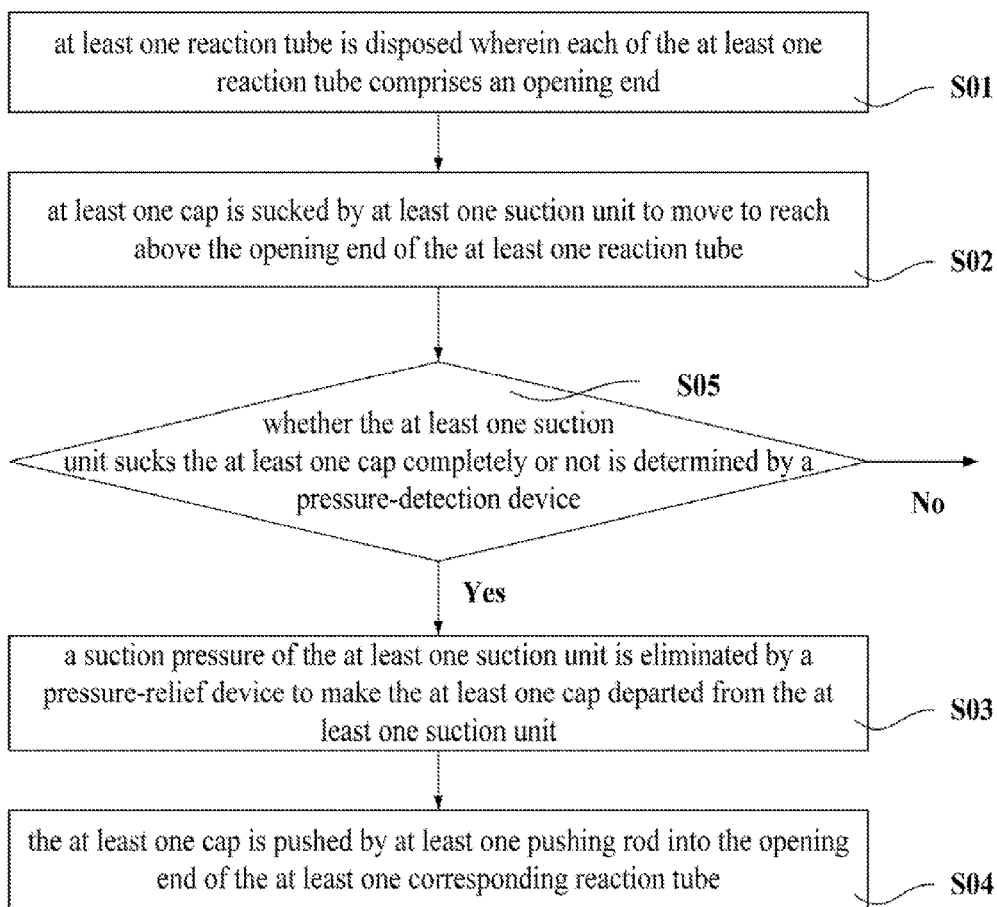 at least one reaction tube is disposed wherein each of the at least one
reaction tube comprises an opening end
S01
at least one cap is sucked by at least one suction unit to move to reach
above the opening end of the at least one reaction tube
S02
S05
whether the at least one suction
unit sucks the at least one cap completely or not is determined by a
pressure-detection device
No
Yes
a suction pressure of the at least one suction unit is eliminated by a
pressure-relief device to make the at least one cap departed from the at
least one suction unit
S03
the at least one cap is pushed by at least one pushing rod into the opening
end of the at least one corresponding reaction tube
S04